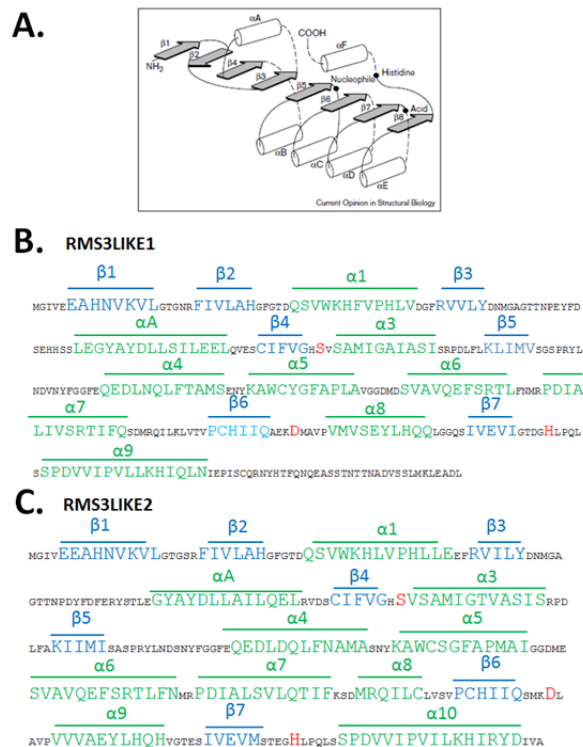 A.
αA
COOH
αF
β1
NH2
β2
β4
β3
β5
Nucleophile
Histidine
β6
β7
Acid
β8
αB
αC
αD
αE
Current Opinion in Structural Biology
B. RMS3LIKE1
β1 β2 α1 β3
MGIVEEAHNVKVLGTGNRFIVLAHGFGTDQSVWKHFVPHLVDGFRVVLYDNMGAGTTNPEYFD
αA β4 α3 β5
SEHHSSLEGYAYDLLSILEELQVESCIFVGHSVSAMIGAIASISRPDLFLKLIMVSGSPRYL
α4 α5 α6
NDVNYFGGFEQEDLNQLFTAMSENYKAWCYGFAPLAVGGDMDSVAVQEFSRTLFNMRPDIA
α7 β6 α8 β7
LIVSRTIFQSDMRQILKLVTVPCHIIQAEKDMAVPVMVSEYLHQQLGGQSIVEVIGTDGHLPQL
α9
SSPDVVIPVLLKHIQLNIEPISCQRNYHTFQNQEASSTNTTNADVSSLMKLEADL
C. RMS3LIKE2
β1 β2 α1 β3
MGIVEEAHNVKVLGTGSRFIVLAHGFGTDQSVWKHLVPHLLEEFRVILYDNMGA
αA β4 α3
GTTNPDYFDFERYSTLEGYAYDLLAILQELRVDSCIFVGHSVSAMIGTVASISRPD
β5 α4 α5
LFAKIIMISASPRYLNDSNYFGGFEQEDLDQLFNAMASNYKAWCSGFAPMAIGGDME
α6 α7 α8 β6
SVAVQEFSRTLFNMRPDIALSVLQTIFKSDMRQILCLVSVPCHIIQSMKDL
α9 β7 α10
AVPVVVAEYLHQHVGTESIVEVMSTEGHLPQLSSPDVVIPVILKHIRYDIVA